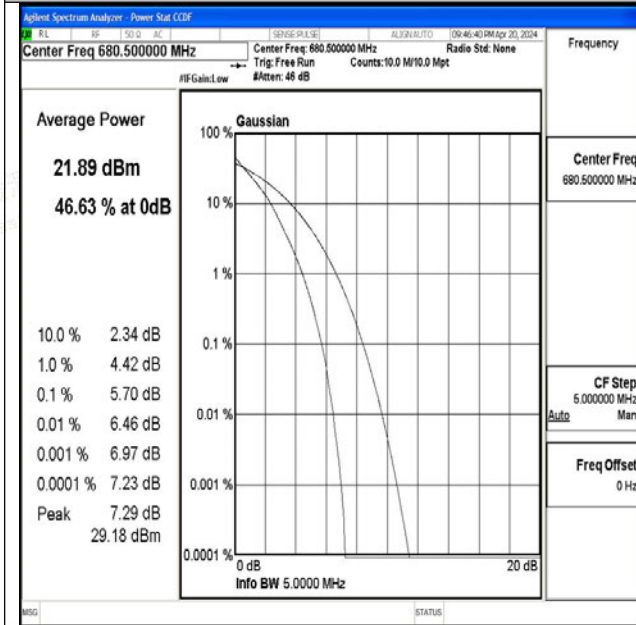 Agilent Spectrum Analyzer - Power Stat CCDF
RL RF 50 Ω AC SENSE:PULSE ALIGNAUTO 09:46:40 PM Apr 20, 2024
Center Freq 680.500000 MHz
Center Freq: 680.500000 MHz Radio Std: None
Trig: Free Run Counts:10.0 M/10.0 Mpt
#IFGain:Low #Atten: 46 dB
Frequency
Average Power
21.89 dBm
46.63 % at 0dB
10.0 % 2.34 dB
1.0 % 4.42 dB
0.1 % 5.70 dB
0.01 % 6.46 dB
0.001 % 6.97 dB
0.0001 % 7.23 dB
Peak 7.29 dB
29.18 dBm
Gaussian
100 %
10 %
1 %
0.1 %
0.01 %
0.001 %
0.0001 %
0 dB 20 dB
Info BW 5.0000 MHz
Center Freq
680.500000 MHz
CF Step
5.000000 MHz
Auto Man
Freq Offset
0 Hz
MSG STATUS